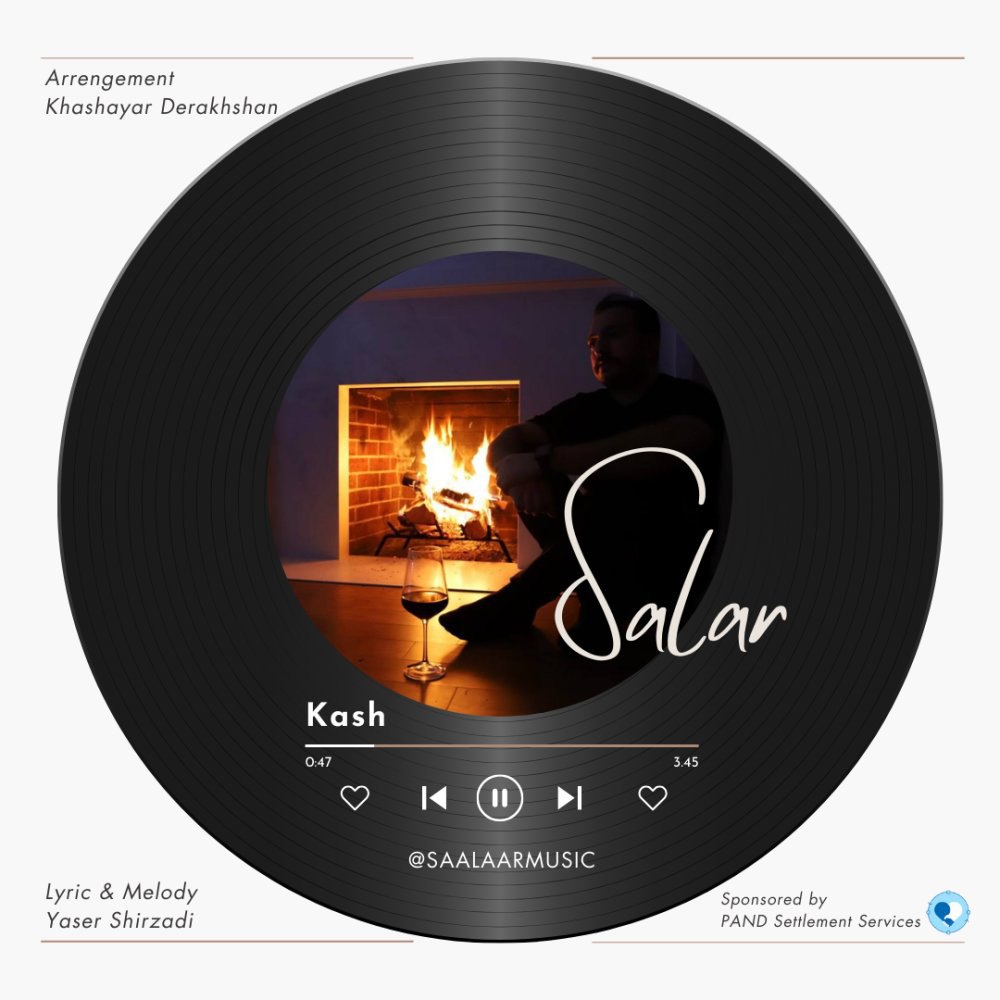 Arrengement
Khashayar Derakhshan
Salar
Kash
0:47 3.45
@SAALAARMUSIC
Lyric & Melody
Yaser Shirzadi
Sponsored by
PAND Settlement Services